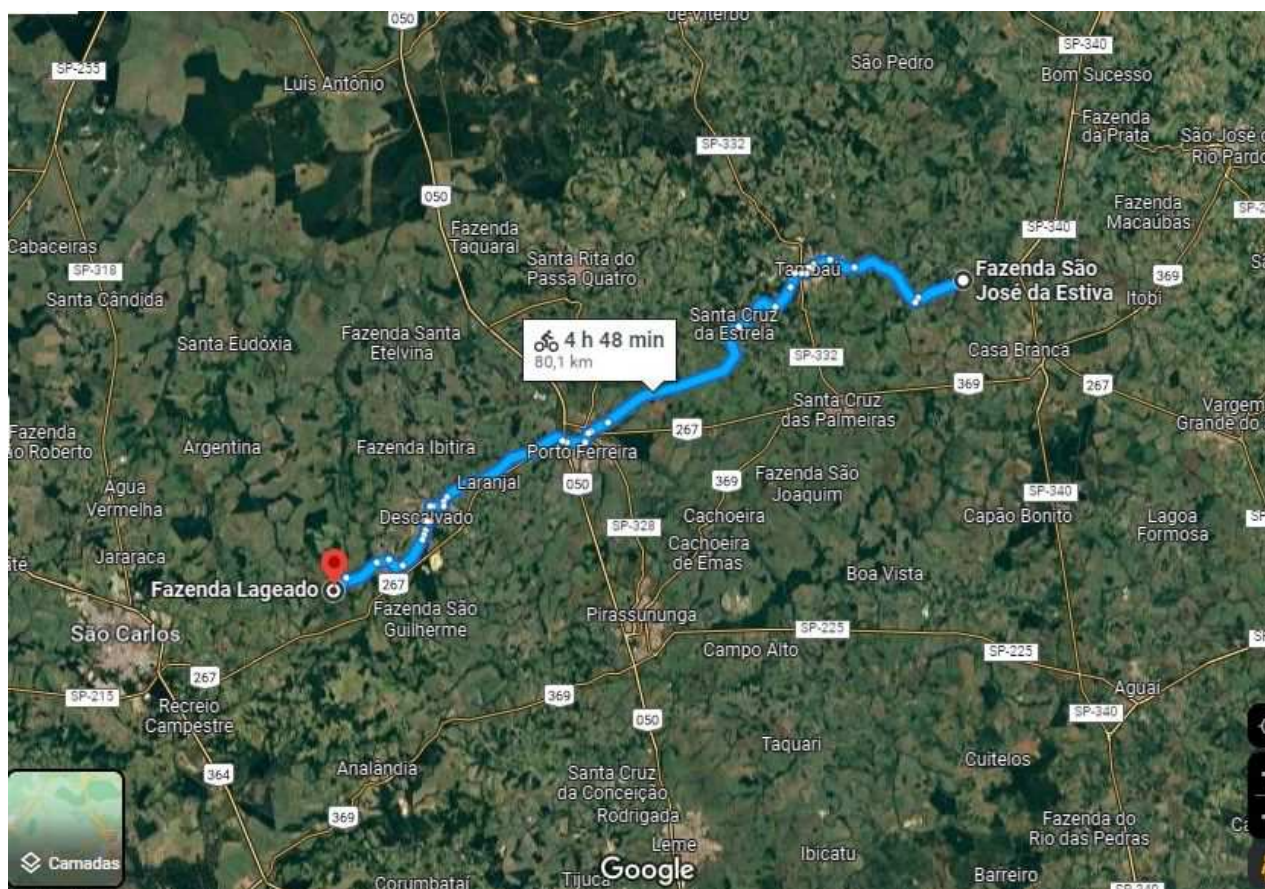 050
de Viterbo
SP-255
Luís Antônio
São Pedro
SP-340
Bom Sucesso
Fazenda
da Prata
São José
Rio Pardo
SP-332
050
Fazenda
Taquaral
Fazenda
Macaúbas
SP-340
Cabaceiras
SP-318
Santa Cândida
Santa Rita do
Passa Quatro
Tambaú
Fazenda São
José da Estiva
369
Itobi
Santa Eudóxia
Fazenda Santa
Etelvina
4 h 48 min
80,1 km
Santa Cruz
da Estrela
SP-332
Casa Branca
369
267
Fazenda
Argentina
Fazenda Ibitira
Porto Ferreira
267
Santa Cruz
das Palmeiras
Vargem
Grande do
Água
Vermelha
Laranjal
050
369
Fazenda São
Joaquim
SP-340
Descalvado
SP-328
Cachoeira
Capão Bonito
Lagoa
Formosa
Jararaca
Cachoeira
de Emas
Boa Vista
Fazenda Lageado
267
Fazenda São
Guilherme
Pirassununga
São Carlos
Campo Alto
SP-225
SP-225
267
SP-215
Recreio
Campestre
369
050
Aguaí
SP-340
364
Analândia
Taquari
Cuitelos
Santa Cruz
da Conceição
369
Rodrigada
Fazenda do
Rio das Pedras
Leme
Ibicatu
Camadas
Google
Corumbataí
Tijuca
Barreiro
SP-340